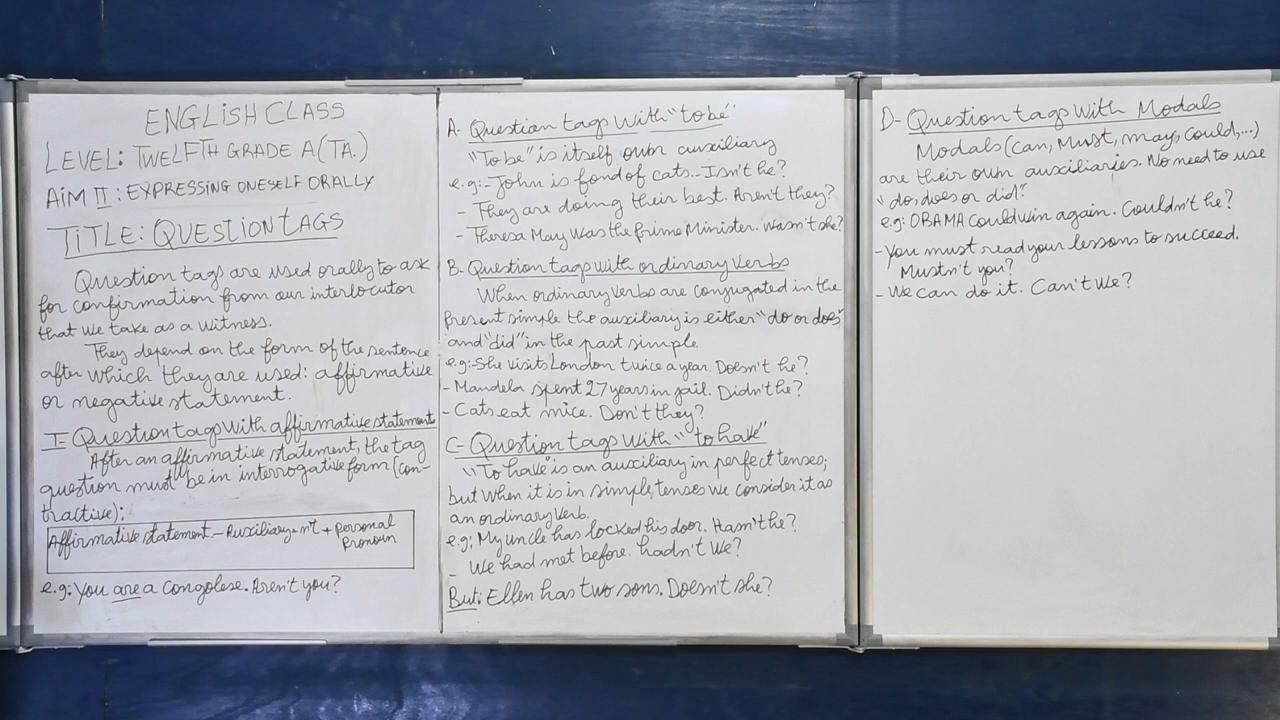 ENGLISH CLASS
LEVEL: TWELFTH GRADE A (TA.)
AIM II : EXPRESSING ONESELF ORALLY
TITLE: QUESTION TAGS
Question tags are used orally to ask
for confirmation from our interlocutor
that we take as a witness.
They depend on the form of the sentence
after which they are used: affirmative
or negative statement.
I- Question tags with affirmative statement
After an affirmative statement, the tag
question must be in interrogative form (con-
tractive):
Affirmative statement - Auxiliary + n't + personal
pronoun
e.g: You are a Congolese. Aren't you?
A- Question tags with "to be"
"To be" is itself own auxiliary
e.g: - John is fond of cats. - Isn't he?
- They are doing their best. Aren't they?
- Theresa May was the prime Minister. Wasn't she?
B- Question tags with ordinary verbs
When ordinary verbs are conjugated in the
present simple the auxiliary is either "do or does"
and "did" in the past simple.
e.g: She visits London twice a year. Doesn't he?
- Mandela spent 27 years in jail. Didn't he?
- Cats eat mice. Don't they?
C- Question tags with "to have"
"To have" is an auxiliary in perfect tenses;
but when it is in simple tenses we consider it as
an ordinary verb.
e.g: My uncle has locked his door. Hasn't he?
- We had met before. hadn't we?
But: Ellen has two sons. Doesn't she?
D- Question tags with Modals
Modals (can, Must, may, could,...)
are their own auxiliaries. No need to use
"do, does or did"
e.g: OBAMA could win again. Couldn't he?
- You must read your lessons to succeed.
Mustn't you?
- We can do it. Can't we?